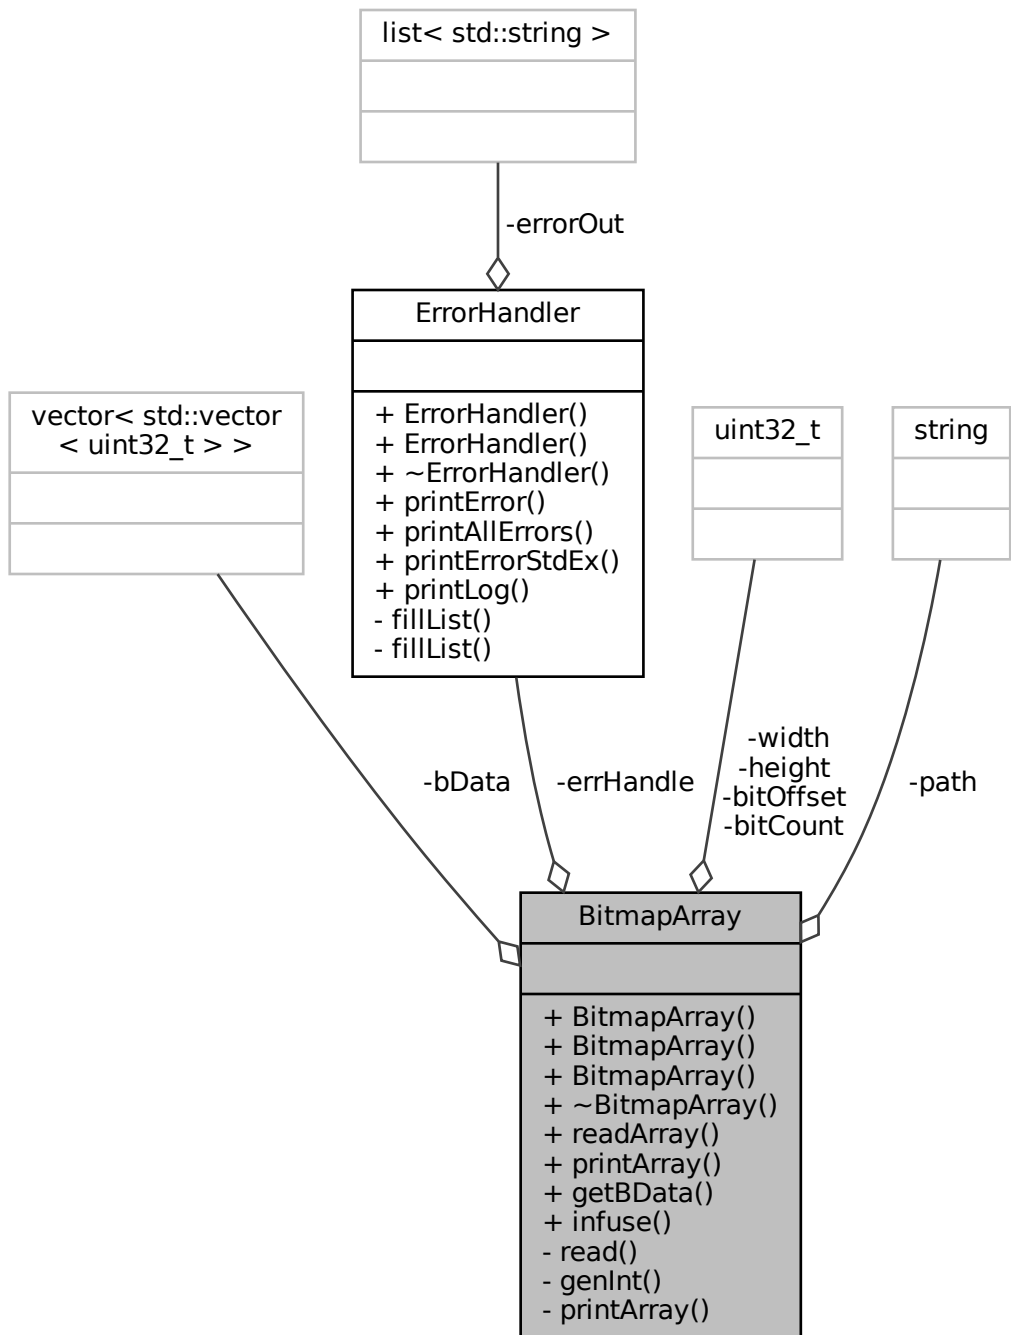 list< std::string >
-errorOut
ErrorHandler
+ ErrorHandler()
+ ErrorHandler()
+ ~ErrorHandler()
+ printError()
+ printAllErrors()
+ printErrorStdEx()
+ printLog()
- fillList()
- fillList()
vector< std::vector
< uint32_t > >
uint32_t
string
-bData
-errHandle
-width
-height
-bitOffset
-bitCount
-path
BitmapArray
+ BitmapArray()
+ BitmapArray()
+ BitmapArray()
+ ~BitmapArray()
+ readArray()
+ printArray()
+ getBData()
+ infuse()
- read()
- genInt()
- printArray()